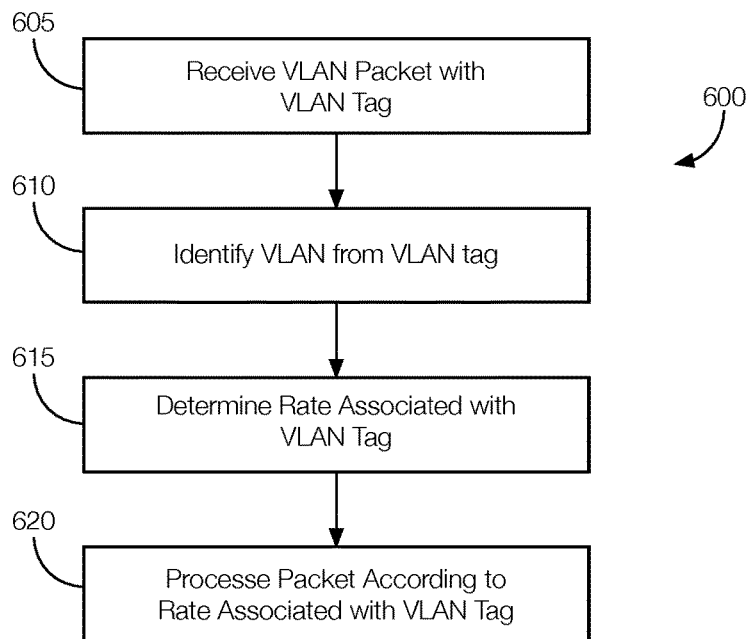 605
Receive VLAN Packet with
VLAN Tag
600
610
Identify VLAN from VLAN tag
615
Determine Rate Associated with
VLAN Tag
620
Processe Packet According to
Rate Associated with VLAN Tag